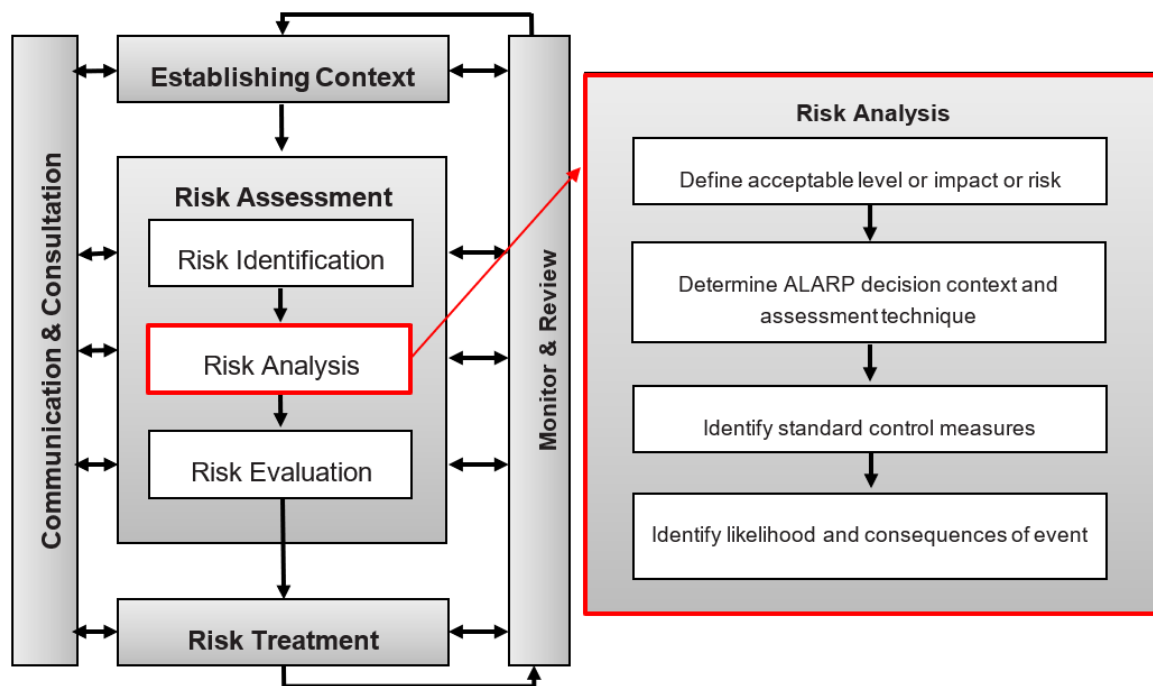 Communication & Consultation
Establishing Context
Risk Assessment
Risk Identification
Risk Analysis
Risk Evaluation
Risk Treatment
Monitor & Review
Risk Analysis
Define acceptable level or impact or risk
Determine ALARP decision context and
assessment technique
Identify standard control measures
Identify likelihood and consequences of event